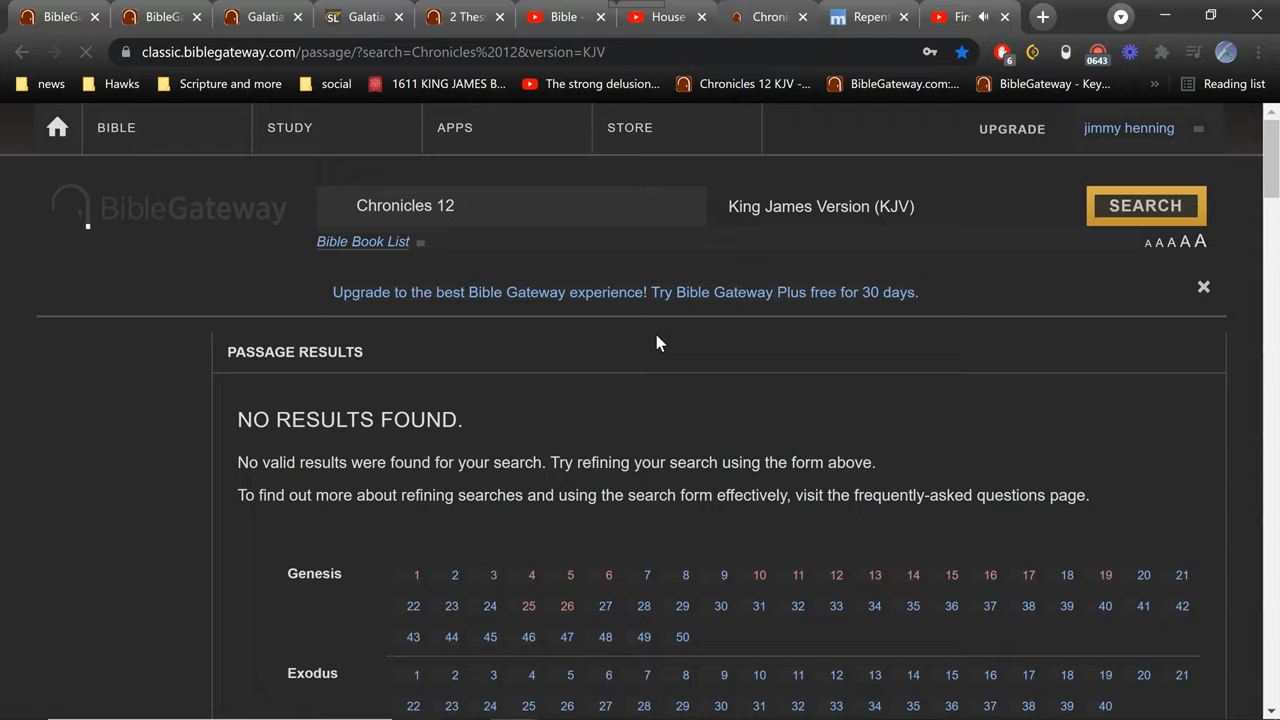 BibleG
BibleG
Galatia
Galatia
2 Thess
Bible -
House
Chroni
Repent
Firs
classic.biblegateway.com/passage/?search=Chronicles%2012&version=KJV
6
0643
news
Hawks
Scripture and more
social
1611 KING JAMES B...
The strong delusion...
Chronicles 12 KJV -...
BibleGateway.com:...
BibleGateway - Key...
»
Reading list
BIBLE
STUDY
APPS
STORE
UPGRADE
jimmy henning
BibleGateway
Chronicles 12
King James Version (KJV)
SEARCH
Bible Book List
A A A A A
Upgrade to the best Bible Gateway experience! Try Bible Gateway Plus free for 30 days.
PASSAGE RESULTS
NO RESULTS FOUND.
No valid results were found for your search. Try refining your search using the form above.
To find out more about refining searches and using the search form effectively, visit the frequently-asked questions page.
Genesis 1 2 3 4 5 6 7 8 9 10 11 12 13 14 15 16 17 18 19 20 21
22 23 24 25 26 27 28 29 30 31 32 33 34 35 36 37 38 39 40 41 42
43 44 45 46 47 48 49 50
Exodus 1 2 3 4 5 6 7 8 9 10 11 12 13 14 15 16 17 18 19 20 21
22 23 24 25 26 27 28 29 30 31 32 33 34 35 36 37 38 39 40